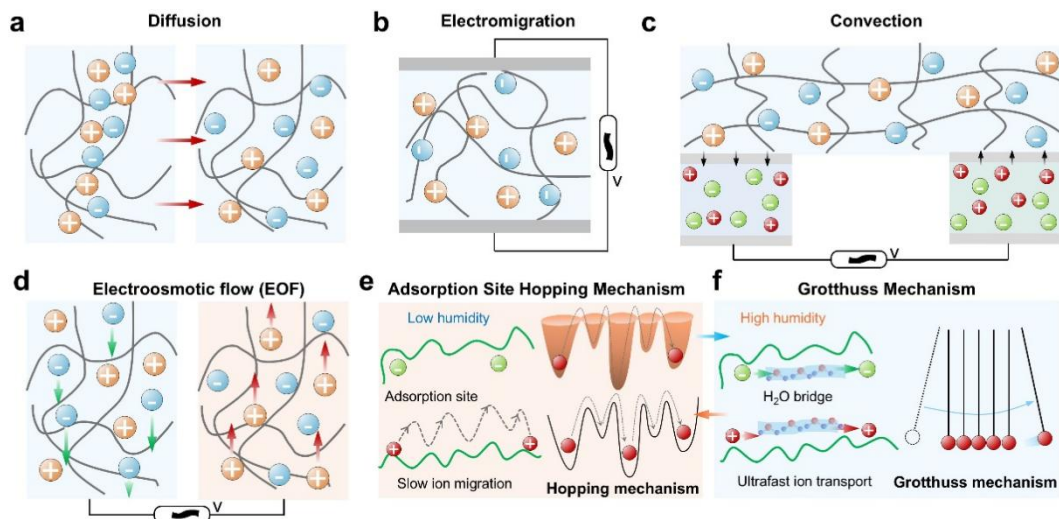 a
Diffusion
b
Electromigration
V
c
Convection
V
d
Electroosmotic flow (EOF)
V
e
Adsorption Site Hopping Mechanism
Low humidity
Adsorption site
Slow ion migration
Hopping mechanism
f
Grotthuss Mechanism
High humidity
H₂O bridge
Ultrafast ion transport
Grotthuss mechanism